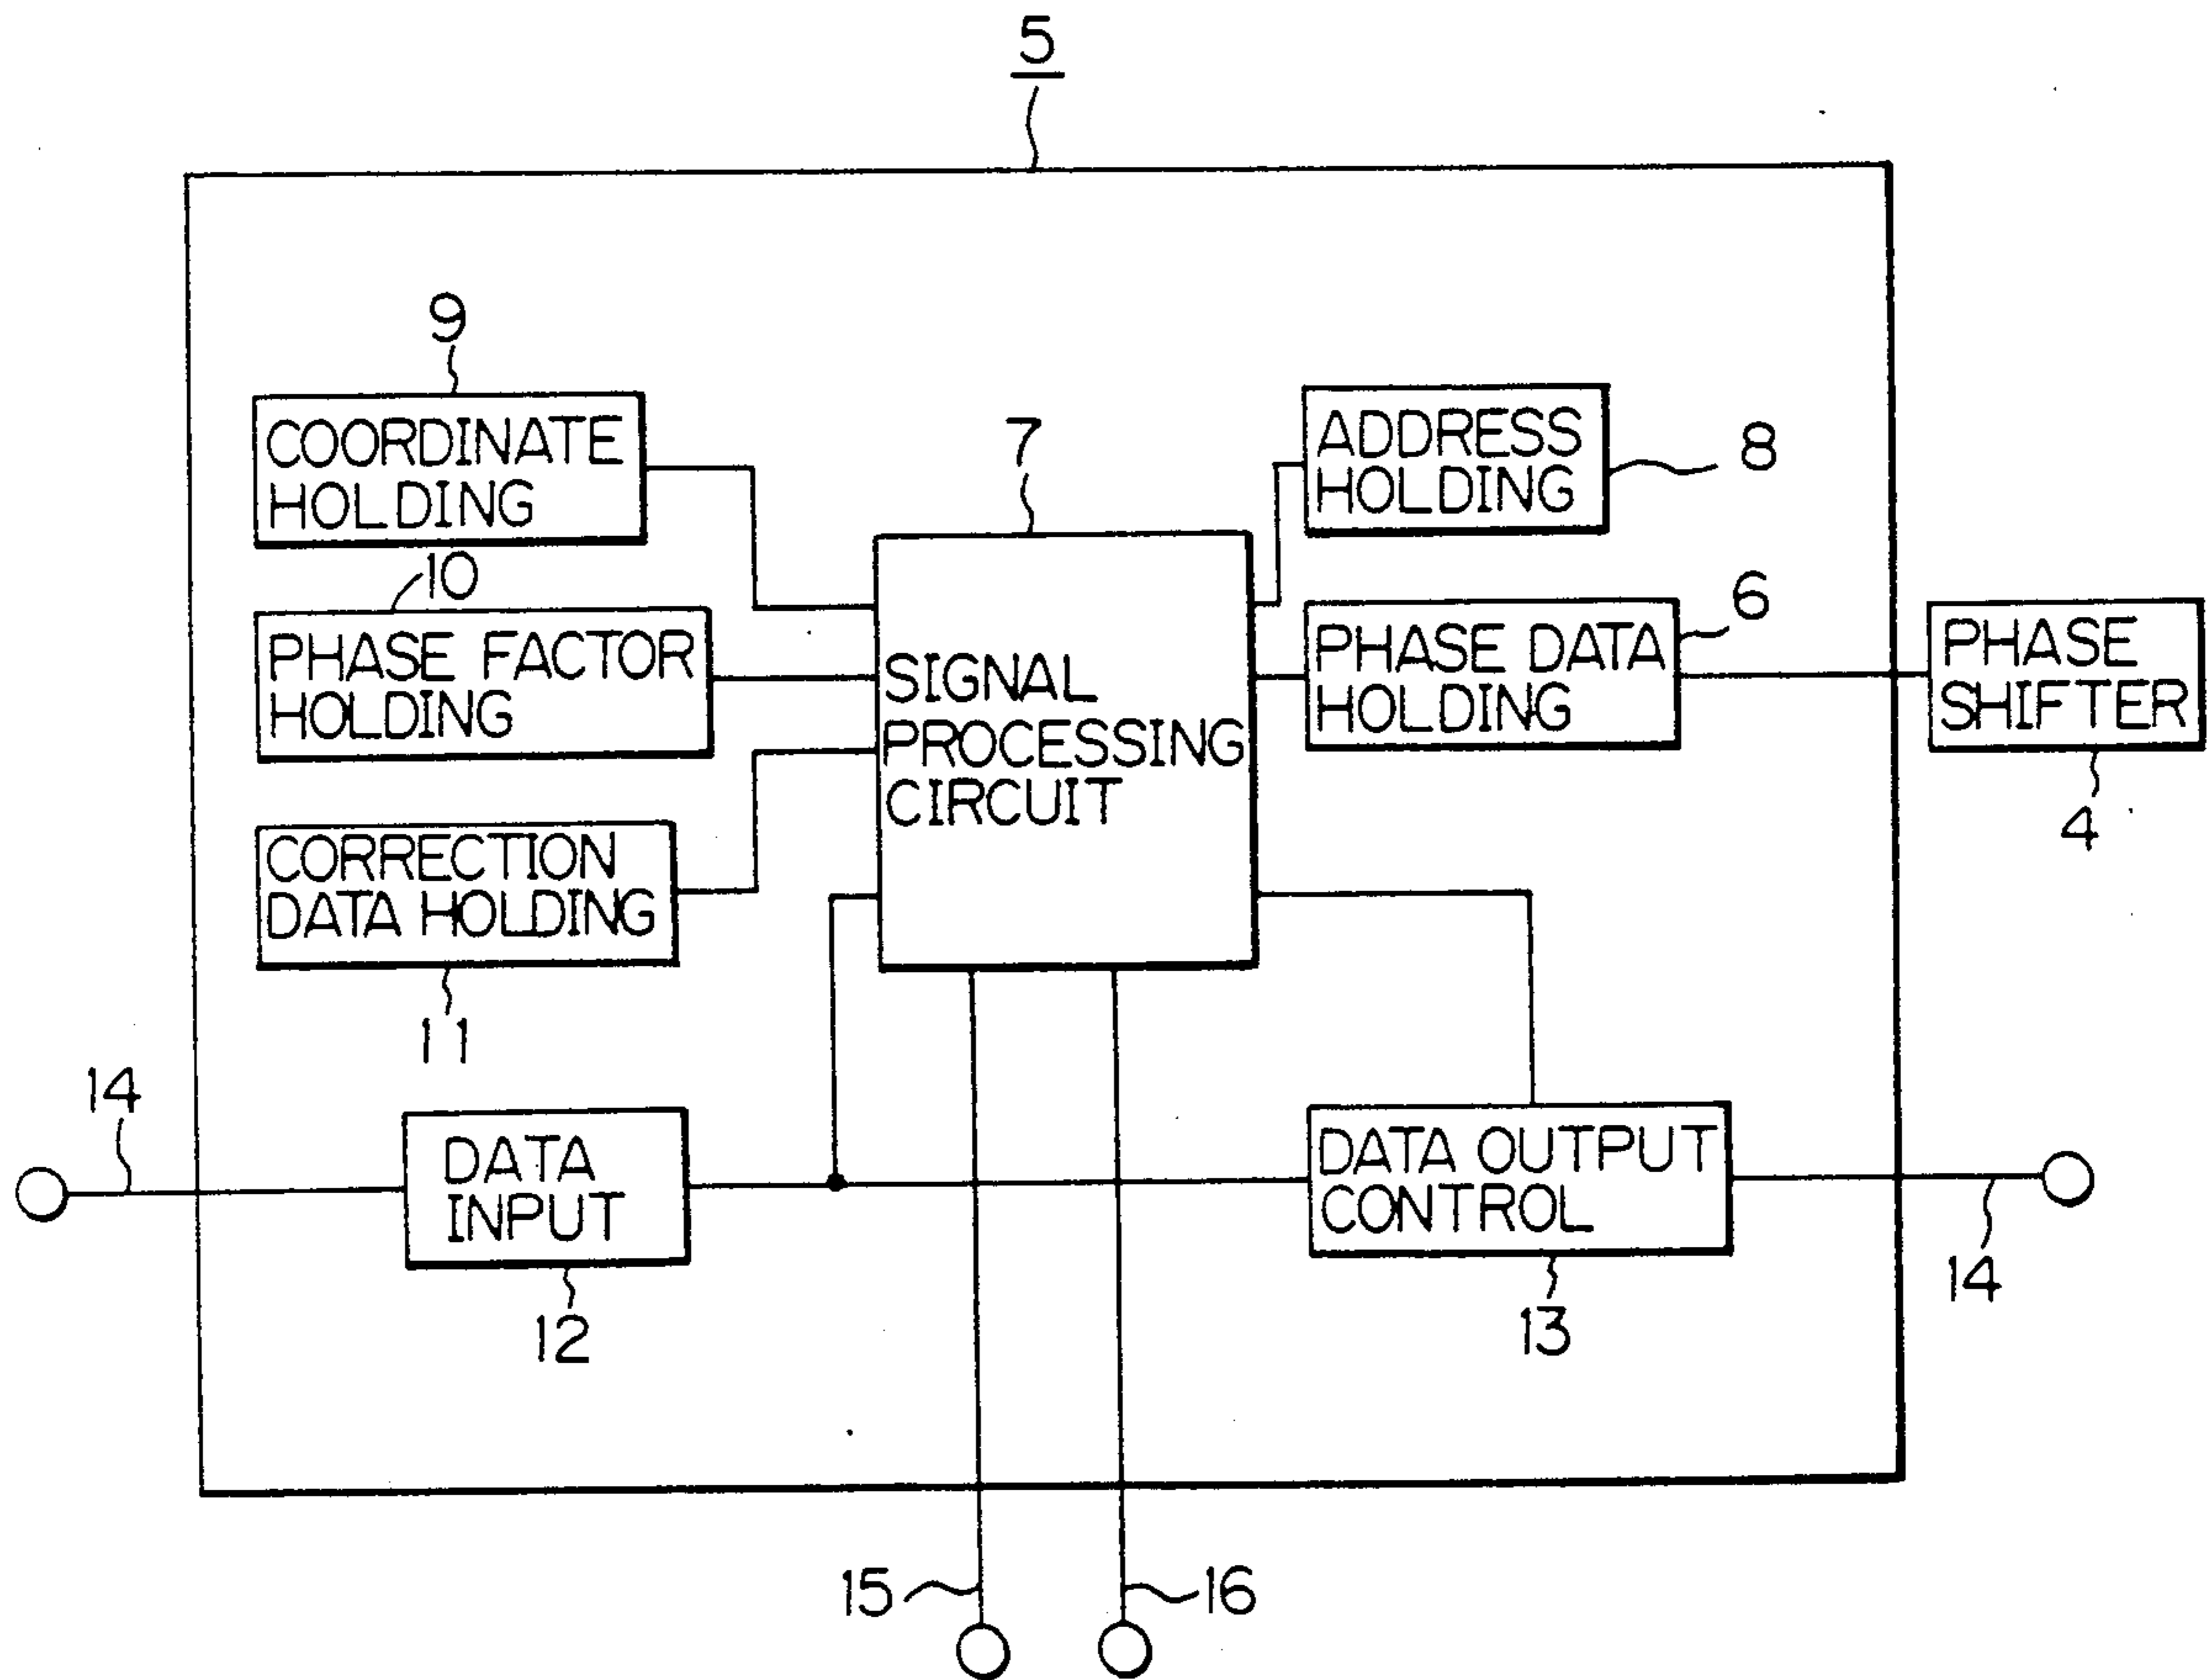 5
9
COORDINATE
HOLDING
7
ADDRESS
HOLDING
8
10
PHASE FACTOR
HOLDING
SIGNAL
PROCESSING
CIRCUIT
6
PHASE DATA
HOLDING
PHASE
SHIFTER
4
CORRECTION
DATA HOLDING
11
14
DATA
INPUT
12
DATA OUTPUT
CONTROL
13
14
15
16